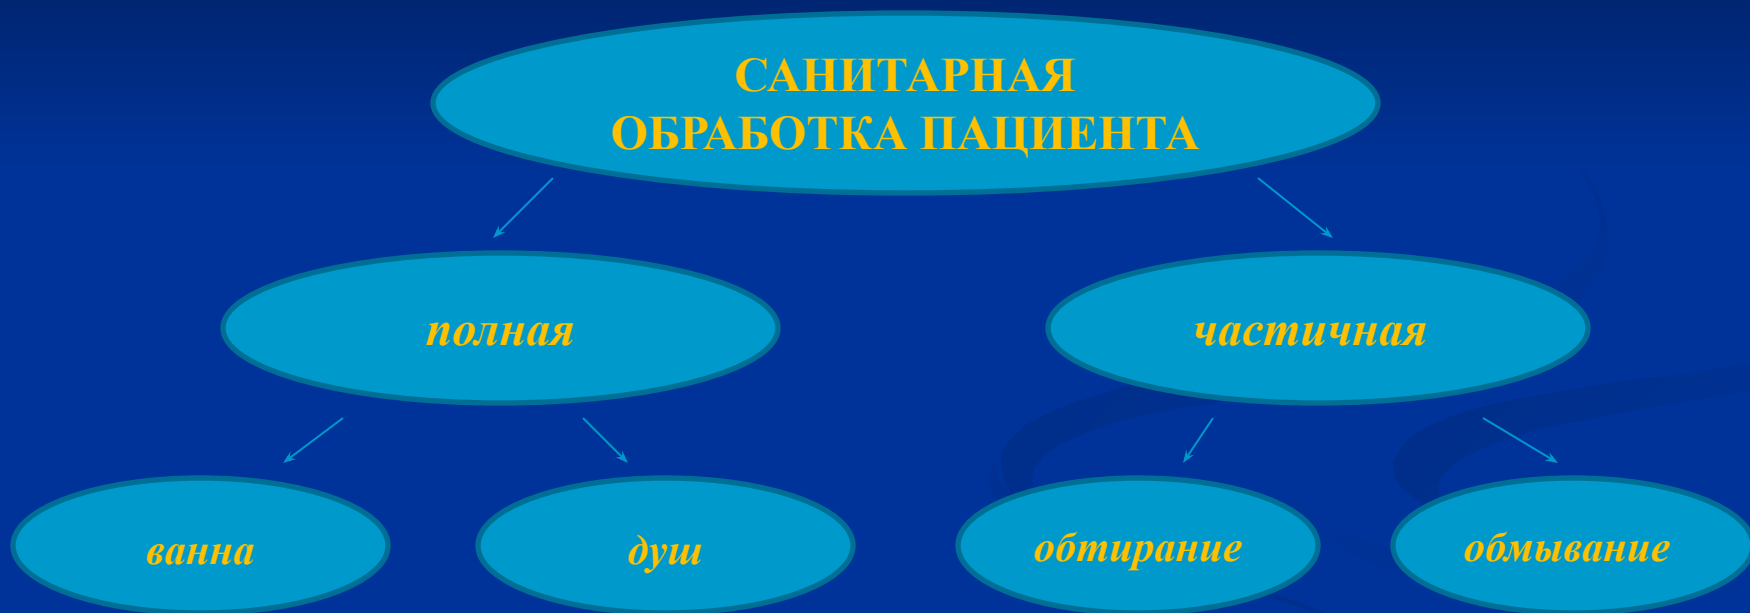 САНИТАРНАЯ
ОБРАБОТКА ПАЦИЕНТА
полная
частичная
ванна
душ
обтирание
обмывание